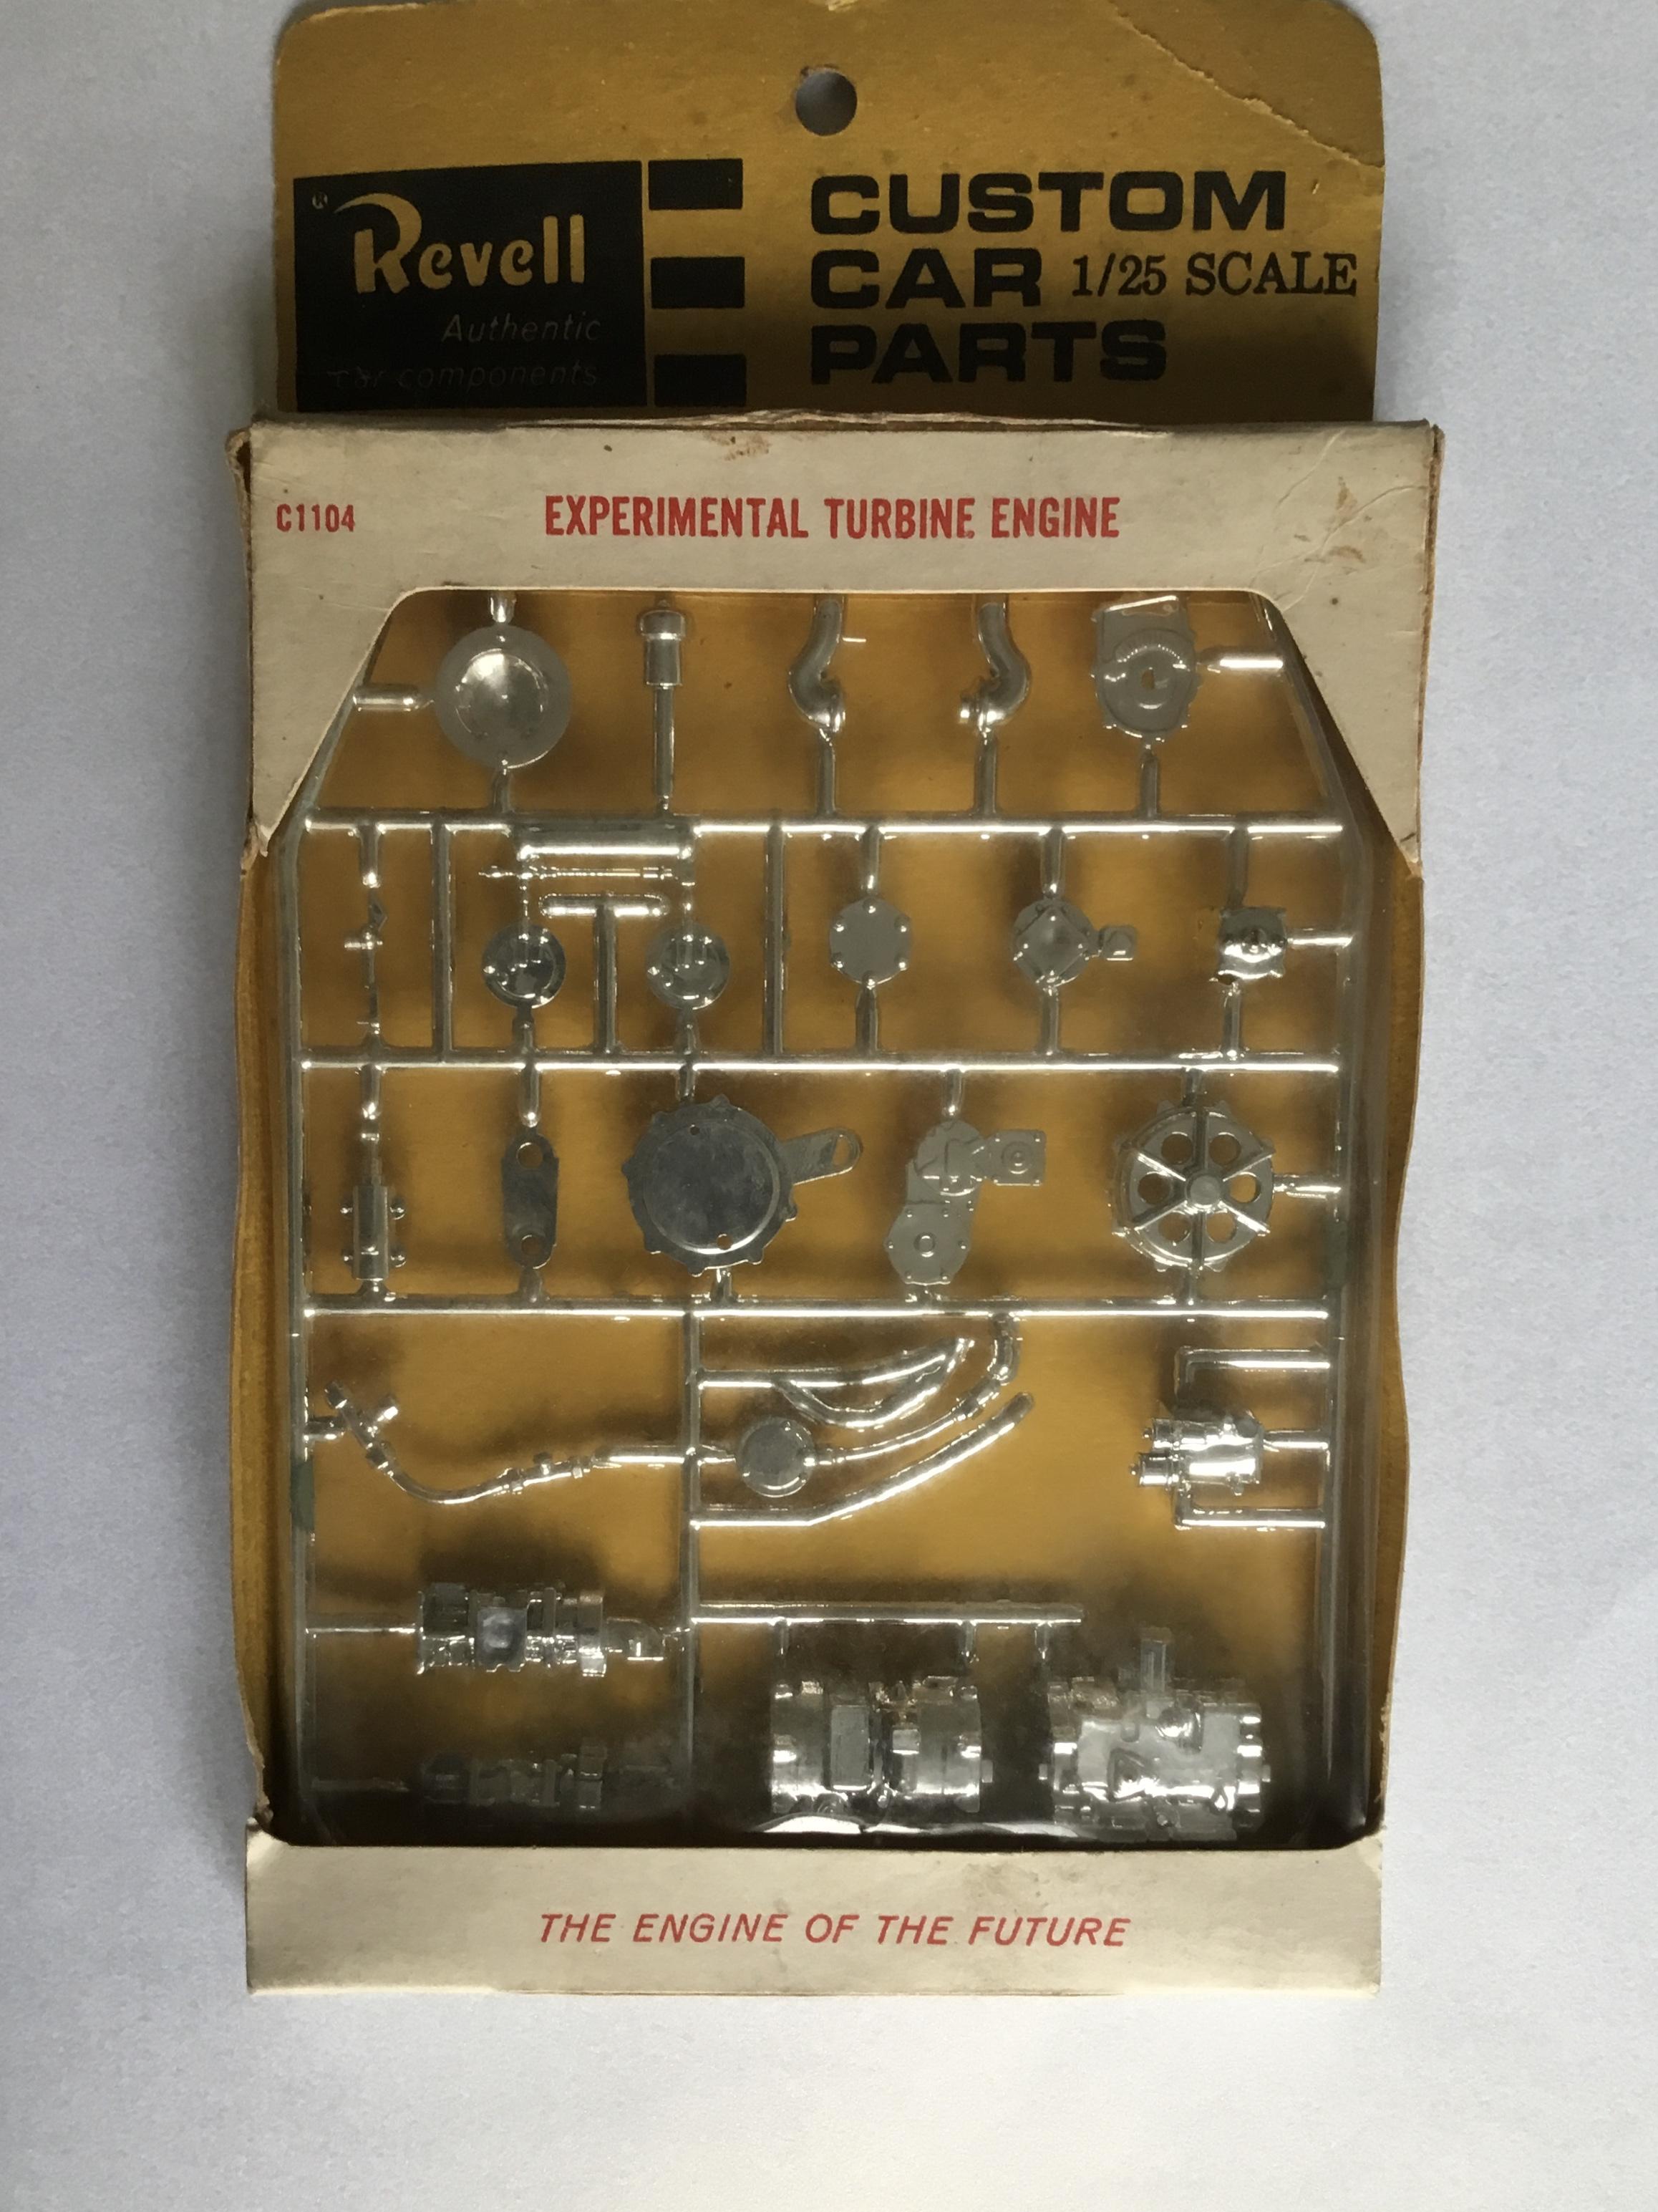 ® Revell
Authentic
car components
CUSTOM
CAR 1/25 SCALE
PARTS
C1104
EXPERIMENTAL TURBINE ENGINE
THE ENGINE OF THE FUTURE